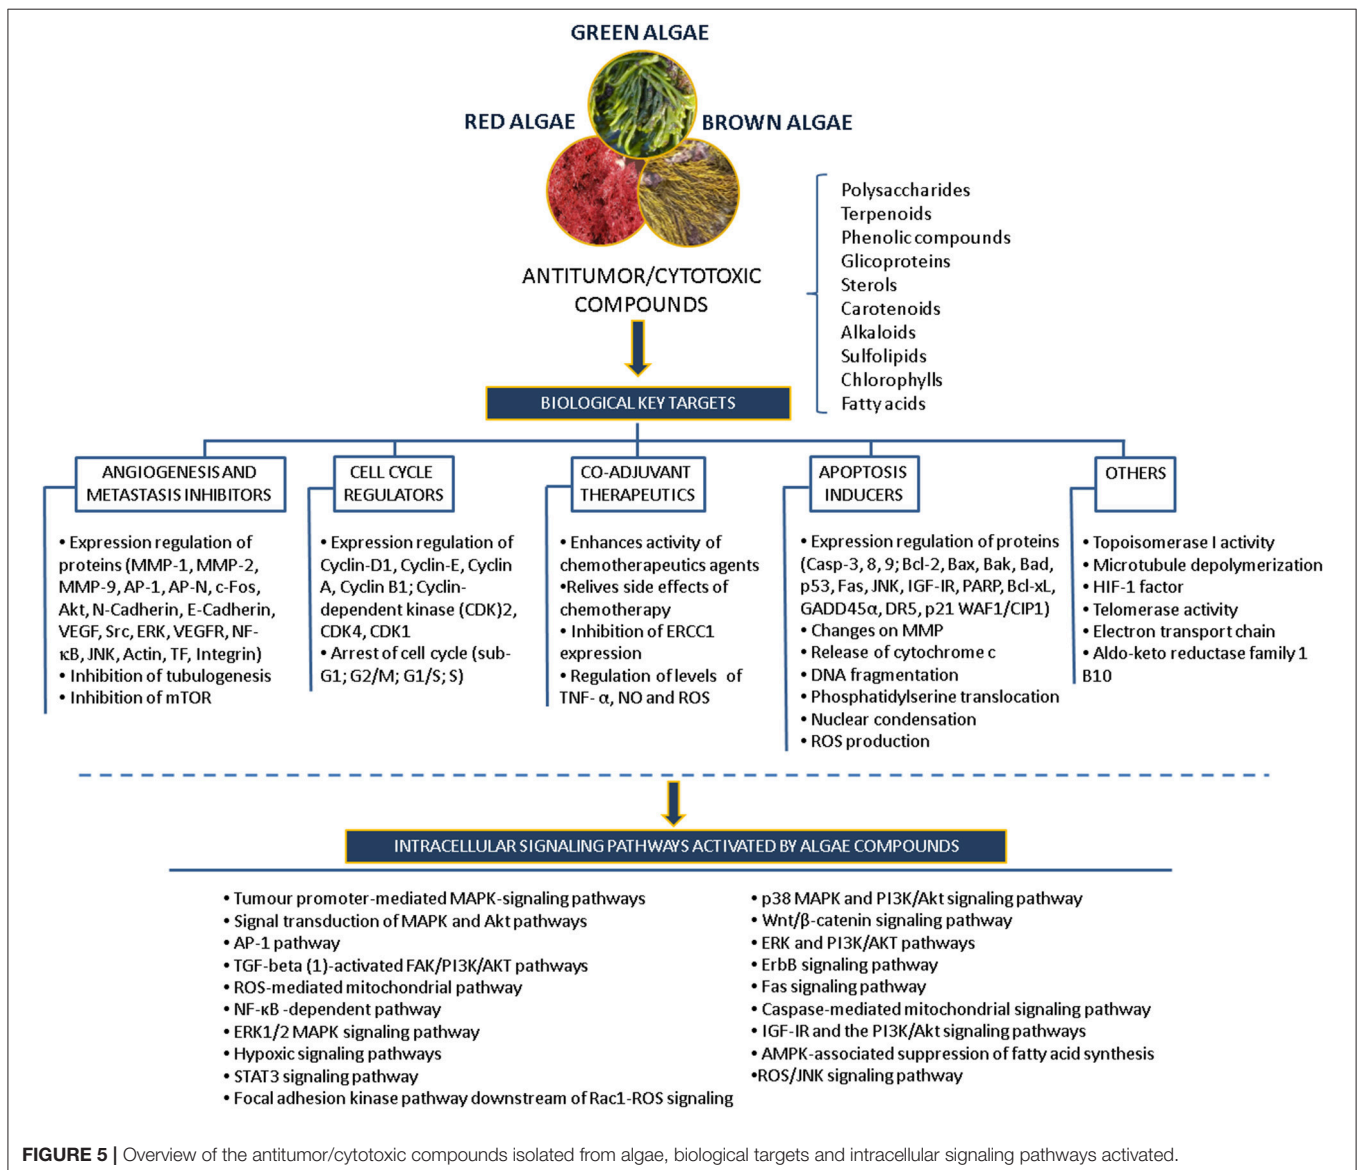 GREEN ALGAE
RED ALGAE
BROWN ALGAE
ANTITUMOR/CYTOTOXIC
COMPOUNDS
Polysaccharides
Terpenoids
Phenolic compounds
Glicoproteins
Sterols
Carotenoids
Alkaloids
Sulfolipids
Chlorophylls
Fatty acids
BIOLOGICAL KEY TARGETS
ANGIOGENESIS AND
METASTASIS INHIBITORS
• Expression regulation of
proteins (MMP-1, MMP-2,
MMP-9, AP-1, AP-N, c-Fos,
Akt, N-Cadherin, E-Cadherin,
VEGF, Src, ERK, VEGFR, NF-
κB, JNK, Actin, TF, Integrin)
• Inhibition of tubulogenesis
• Inhibition of mTOR
CELL CYCLE
REGULATORS
• Expression regulation of
Cyclin-D1, Cyclin-E, Cyclin
A, Cyclin B1; Cyclin-
dependent kinase (CDK)2,
CDK4, CDK1
• Arrest of cell cycle (sub-
G1; G2/M; G1/S; S)
CO-ADJUVANT
THERAPEUTICS
• Enhances activity of
chemotherapeutics agents
•Relives side effects of
chemotherapy
• Inhibition of ERCC1
expression
• Regulation of levels of
TNF- α, NO and ROS
APOPTOSIS
INDUCERS
• Expression regulation of proteins
(Casp-3, 8, 9; Bcl-2, Bax, Bak, Bad,
p53, Fas, JNK, IGF-IR, PARP, Bcl-xL,
GADD45α, DR5, p21 WAF1/CIP1)
• Changes on MMP
• Release of cytochrome c
• DNA fragmentation
• Phosphatidylserine translocation
• Nuclear condensation
• ROS production
OTHERS
• Topoisomerase I activity
• Microtubule depolymerization
• HIF-1 factor
• Telomerase activity
• Electron transport chain
• Aldo-keto reductase family 1
B10
INTRACELLULAR SIGNALING PATHWAYS ACTIVATED BY ALGAE COMPOUNDS
• Tumour promoter-mediated MAPK-signaling pathways
• Signal transduction of MAPK and Akt pathways
• AP-1 pathway
• TGF-beta (1)-activated FAK/PI3K/AKT pathways
• ROS-mediated mitochondrial pathway
• NF-κB -dependent pathway
• ERK1/2 MAPK signaling pathway
• Hypoxic signaling pathways
• STAT3 signaling pathway
• Focal adhesion kinase pathway downstream of Rac1-ROS signaling
• p38 MAPK and PI3K/Akt signaling pathway
• Wnt/β-catenin signaling pathway
• ERK and PI3K/AKT pathways
• ErbB signaling pathway
• Fas signaling pathway
• Caspase-mediated mitochondrial signaling pathway
• IGF-IR and the PI3K/Akt signaling pathways
• AMPK-associated suppression of fatty acid synthesis
•ROS/JNK signaling pathway
FIGURE 5 | Overview of the antitumor/cytotoxic compounds isolated from algae, biological targets and intracellular signaling pathways activated.